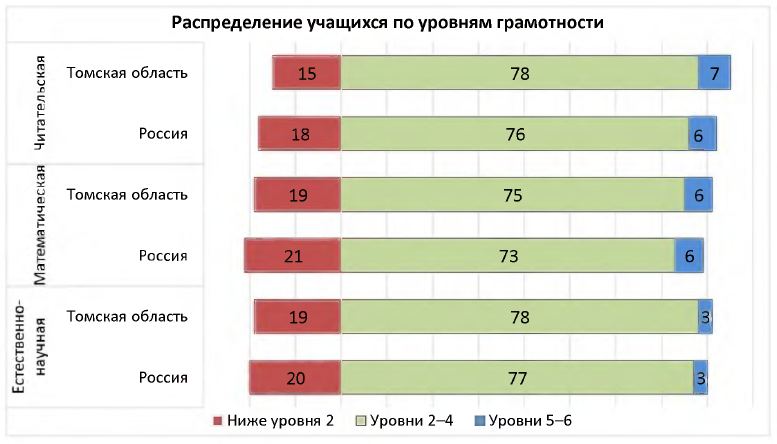 Распределение учащихся по уровням грамотности
Читательская
Томская область 15 78 7
Россия 18 76 6
Математическая
Томская область 19 75 6
Россия 21 73 6
Естественно-
научная
Томская область 19 78 3
Россия 20 77 3
Ниже уровня 2 Уровни 2–4 Уровни 5–6